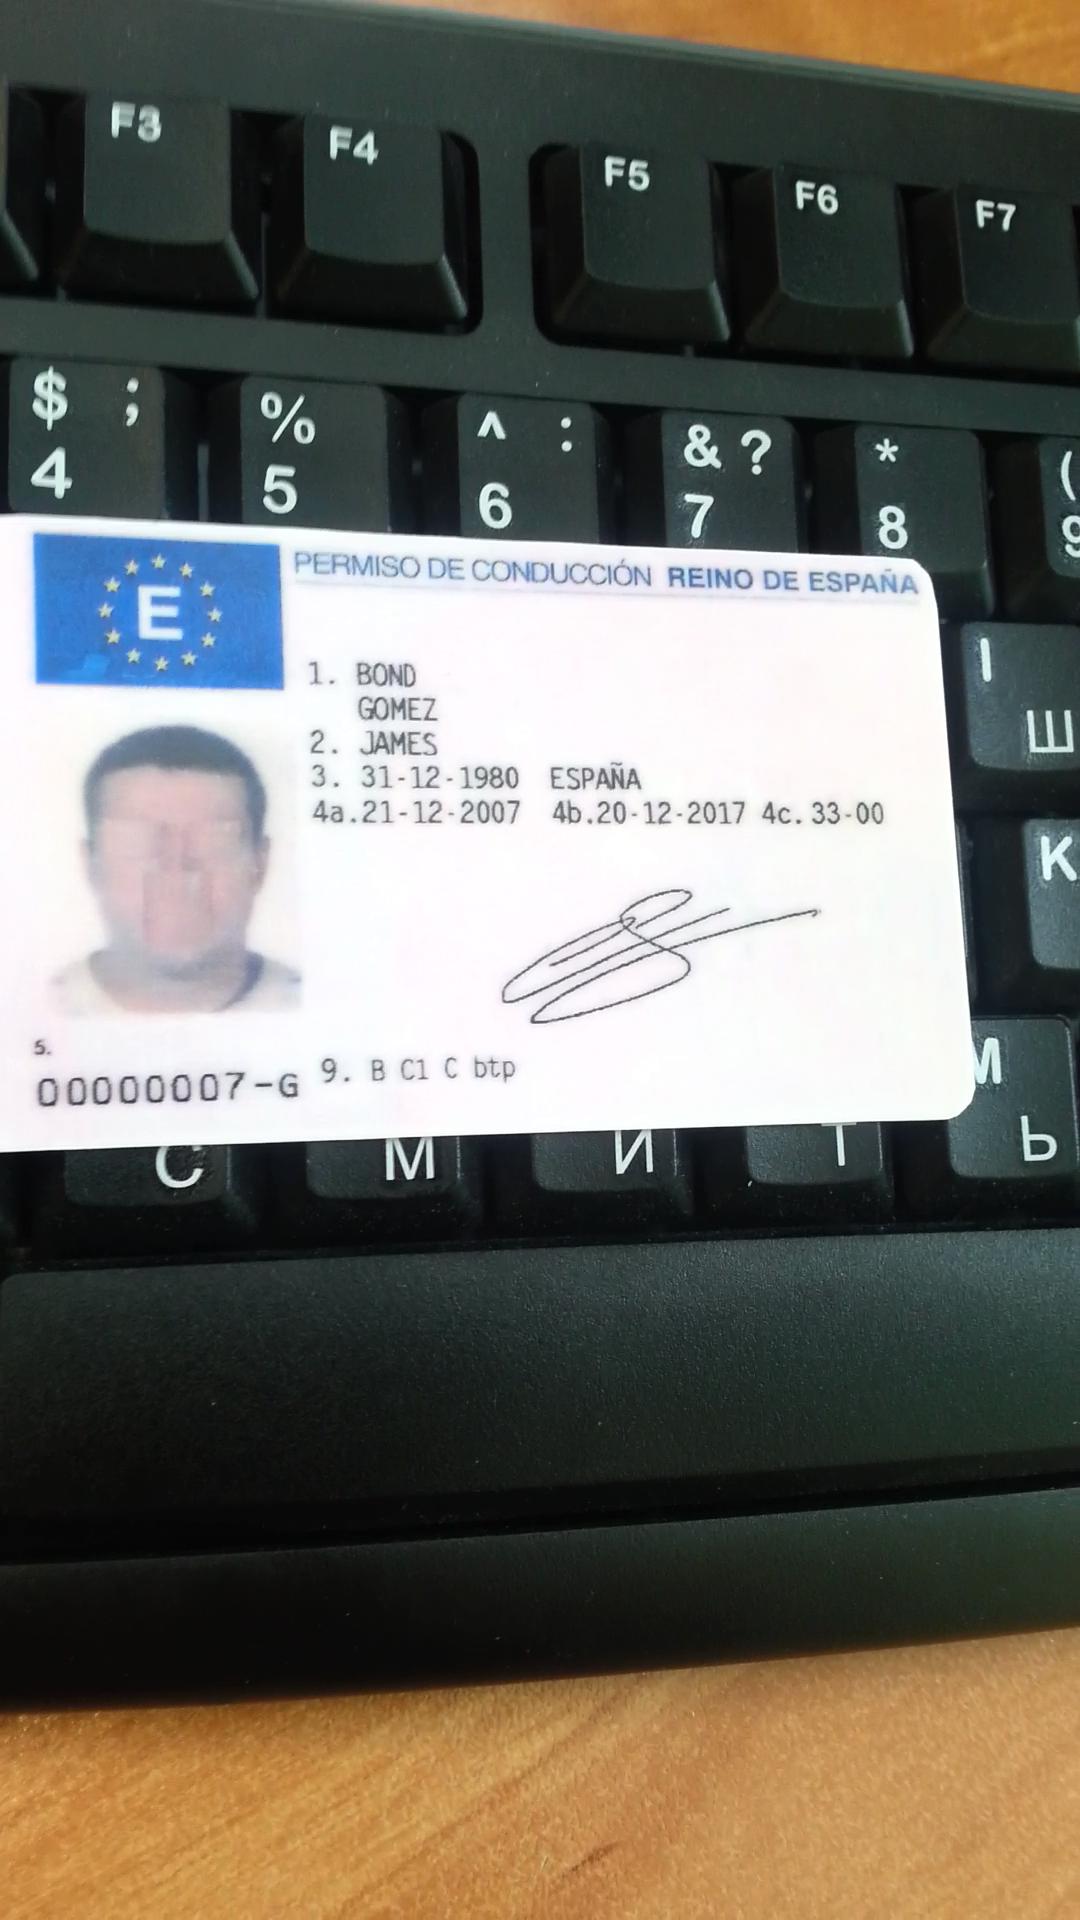 F3 F4 F5 F6 F7
$ ; % ^ : & ? * (
4 5 6 7 8 9
E
PERMISO DE CONDUCCIÓN REINO DE ESPAÑA
1. BOND
GOMEZ
2. JAMES
3. 31-12-1980 ESPAÑA
4a.21-12-2007 4b.20-12-2017 4c.33-00
I
Ш
K
5.
00000007-G 9. B C1 C btp
M
С М И Т Ь